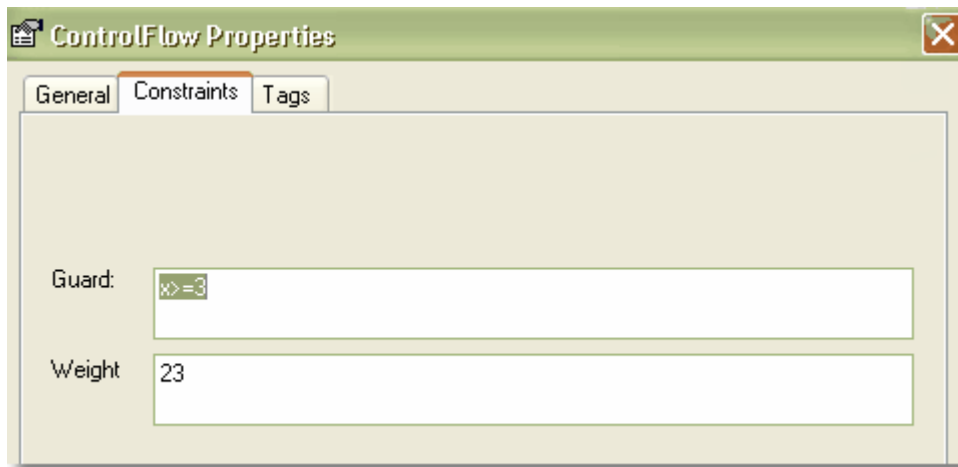 ControlFlow Properties
General Constraints Tags
Guard: x>=3
Weight 23